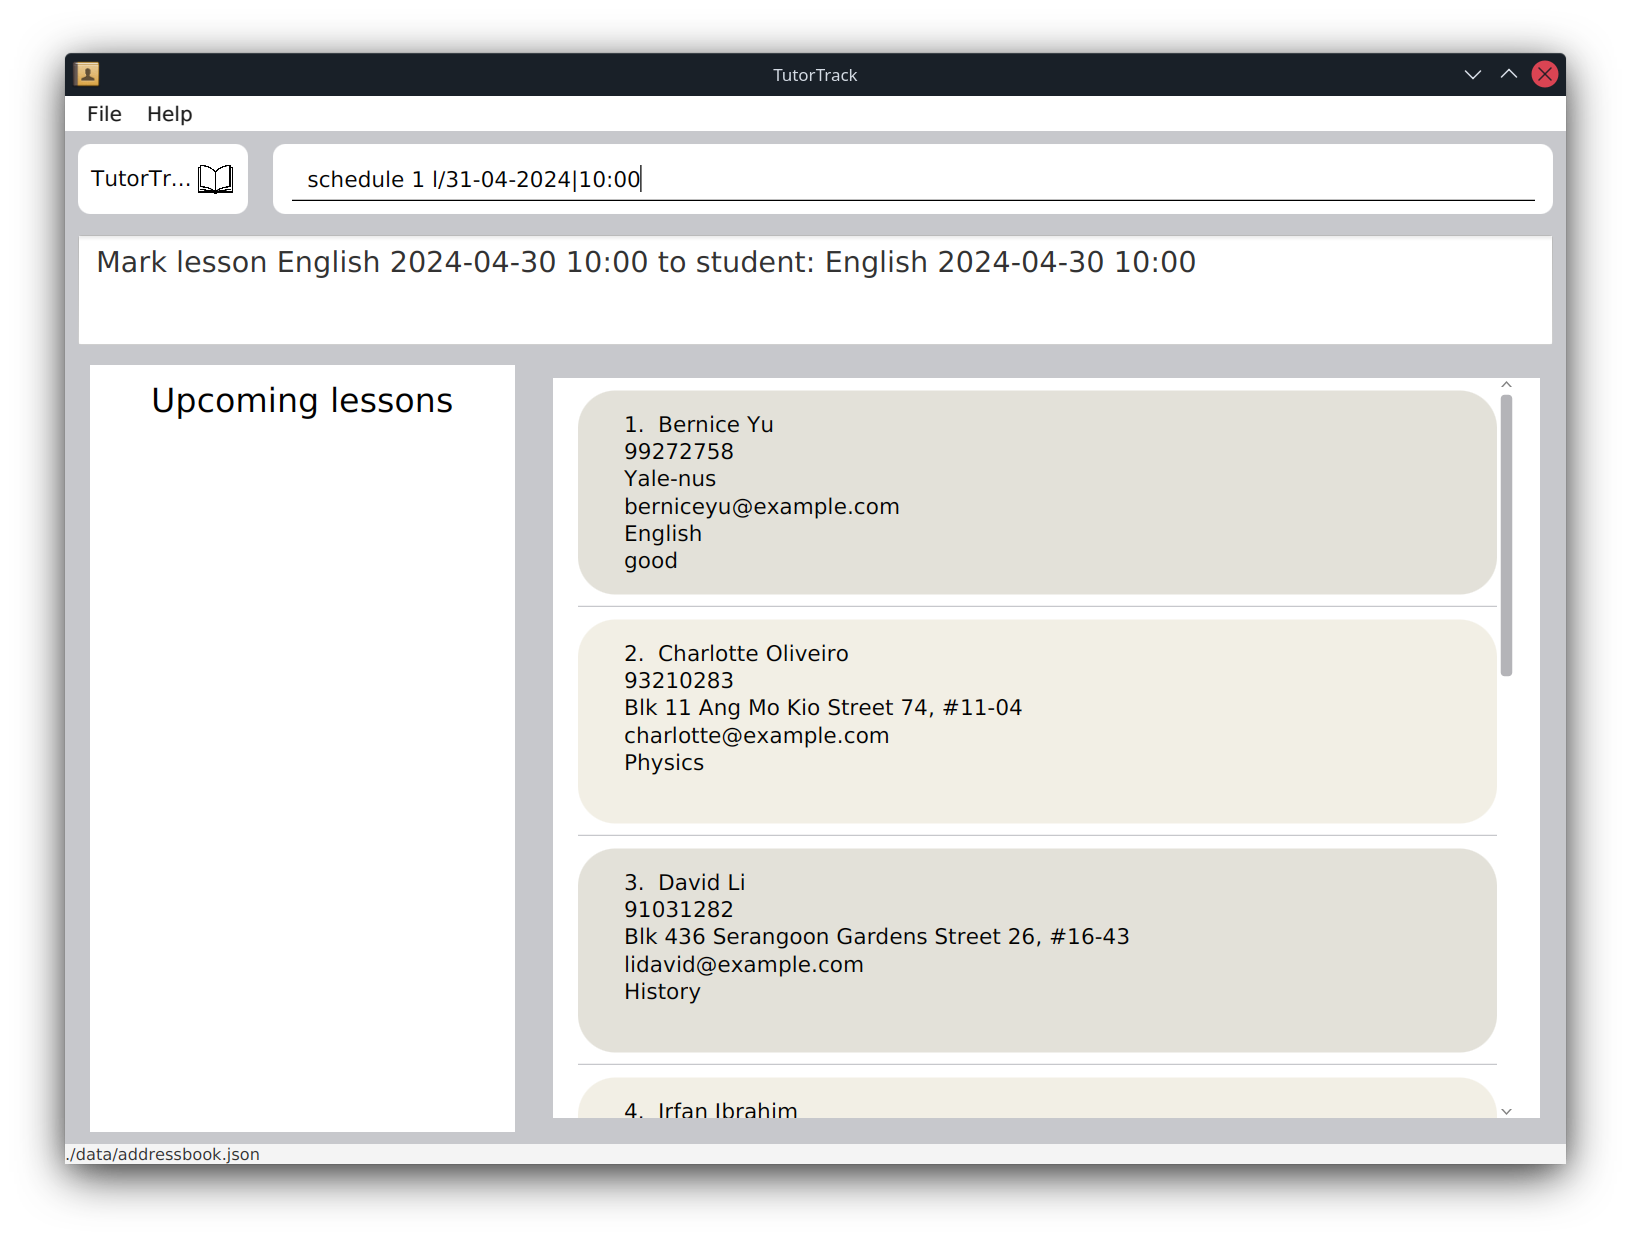 TutorTrack
File Help
TutorTr...
schedule 1 l/31-04-2024|10:00
Mark lesson English 2024-04-30 10:00 to student: English 2024-04-30 10:00
Upcoming lessons
1. Bernice Yu
99272758
Yale-nus
berniceyu@example.com
English
good
2. Charlotte Oliveiro
93210283
Blk 11 Ang Mo Kio Street 74, #11-04
charlotte@example.com
Physics
3. David Li
91031282
Blk 436 Serangoon Gardens Street 26, #16-43
lidavid@example.com
History
4. Irfan Ibrahim
./data/addressbook.json